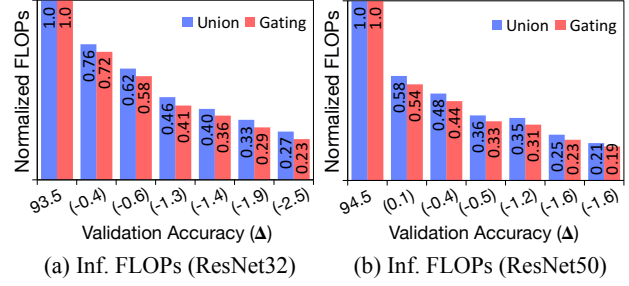 Normalized FLOPs
Union Gating
1.0 1.0
0.76 0.72
0.62 0.58
0.46 0.41
0.40 0.36
0.33 0.29
0.27 0.23
93.5 (-0.4) (-0.6) (-1.3) (-1.4) (-1.9) (-2.5)
Validation Accuracy (Δ)
(a) Inf. FLOPs (ResNet32)
Normalized FLOPs
Union Gating
1.0 1.0
0.58 0.54
0.48 0.44
0.36 0.33
0.35 0.31
0.25 0.23
0.21 0.19
94.5 (0.1) (-0.4) (-0.5) (-1.2) (-1.6) (-1.6)
Validation Accuracy (Δ)
(b) Inf. FLOPs (ResNet50)